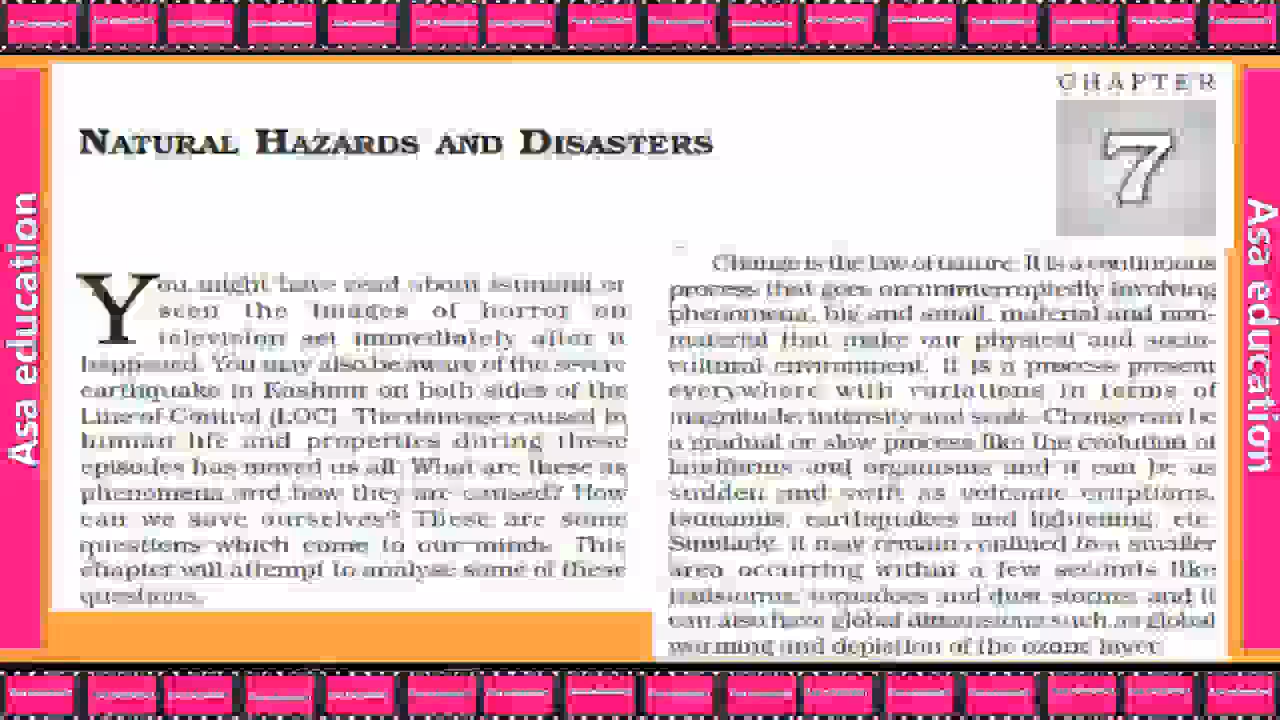 CHAPTER
7
NATURAL HAZARDS AND DISASTERS
You might have read about tsunami or
seen the images of horror on
television set immediately after it
happened. You may also be aware of the severe
earthquake in Kashmir on both sides of the
Line of Control (LOC). The damage caused to
human life and properties during these
episodes has moved us all. What are these as
phenomena and how they are caused? How
can we save ourselves? These are some
questions which come to our minds. This
chapter will attempt to analyse some of these
questions.
Change is the law of nature. It is a continuous
process that goes on uninterruptedly involving
phenomena, big and small, material and non-
material that make our physical and socio-
cultural environment. It is a process present
everywhere with variations in terms of
magnitude, intensity and scale. Change can be
a gradual or slow process like the evolution of
landforms and organisms and it can be as
sudden and swift as volcanic eruptions,
tsunamis, earthquakes and lightening, etc.
Similarly, it may remain confined to a smaller
area occurring within a few seconds like
hailstorms, tornadoes and dust storms, and it
can also have global dimensions such as global
warming and depletion of the ozone layer.
Asa education
Asa education